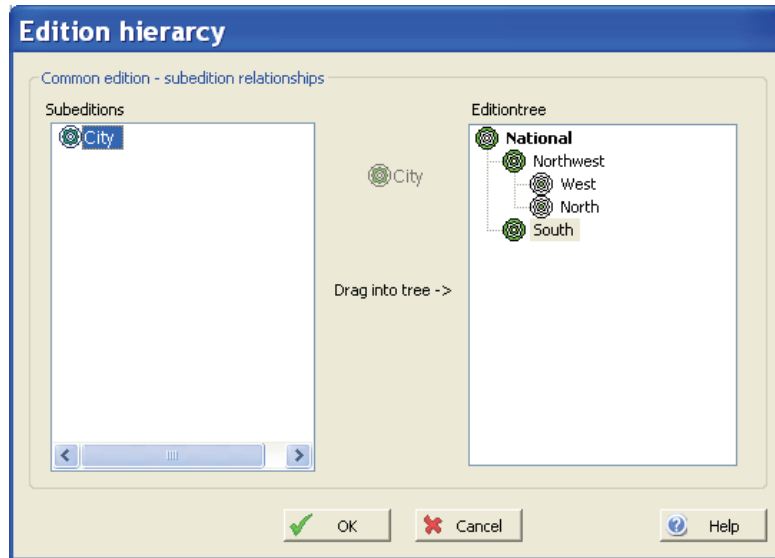 Edition hierarcy
Common edition - subedition relationships
Subeditions
City
City
Drag into tree ->
Editiontree
National
Northwest
West
North
South
OK
Cancel
Help